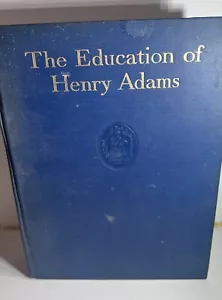 The Education of
Henry Adams